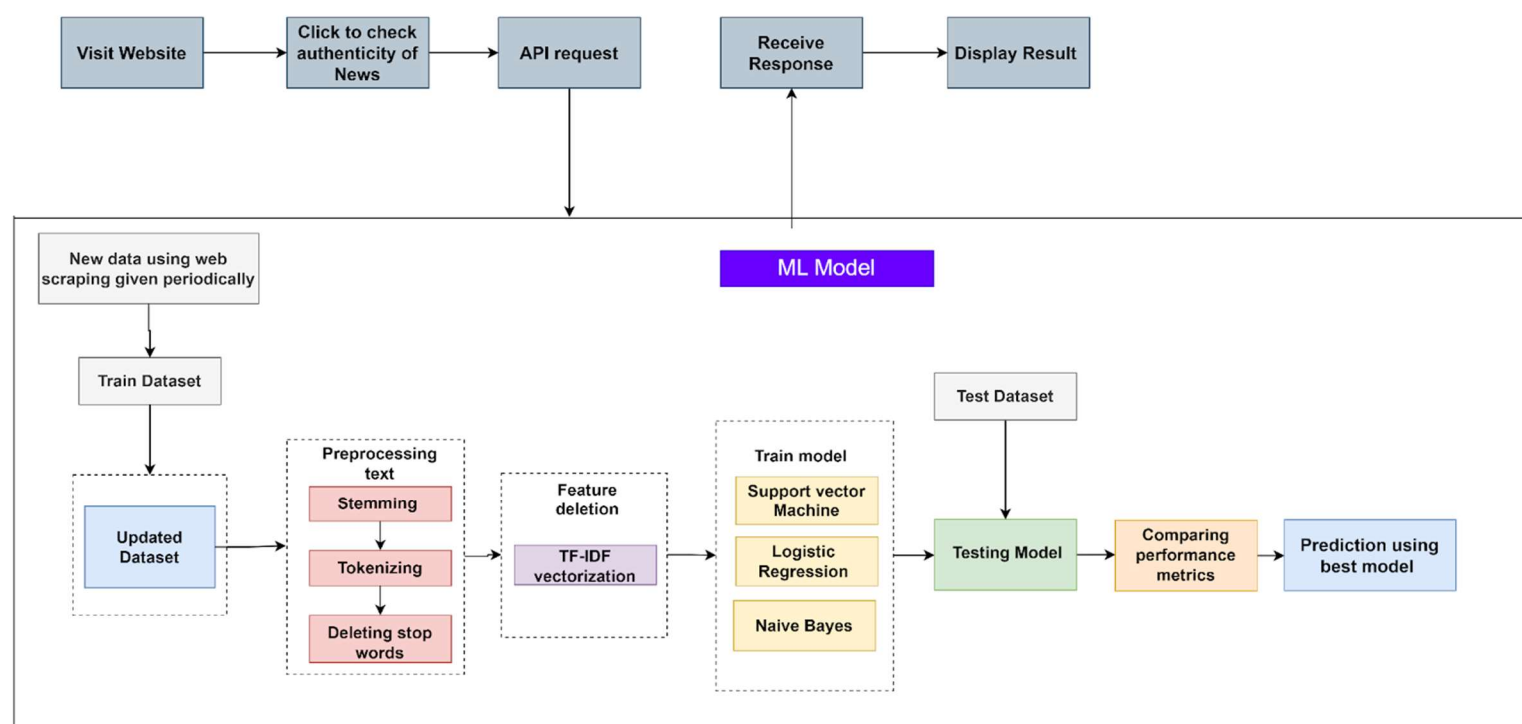 Visit Website
Click to check
authenticity of
News
API request
Receive
Response
Display Result
New data using web
scraping given periodically
ML Model
Train Dataset
Test Dataset
Updated
Dataset
Preprocessing
text
Stemming
Tokenizing
Deleting stop
words
Feature
deletion
TF-IDF
vectorization
Train model
Support vector
Machine
Logistic
Regression
Naive Bayes
Testing Model
Comparing
performance
metrics
Prediction using
best model